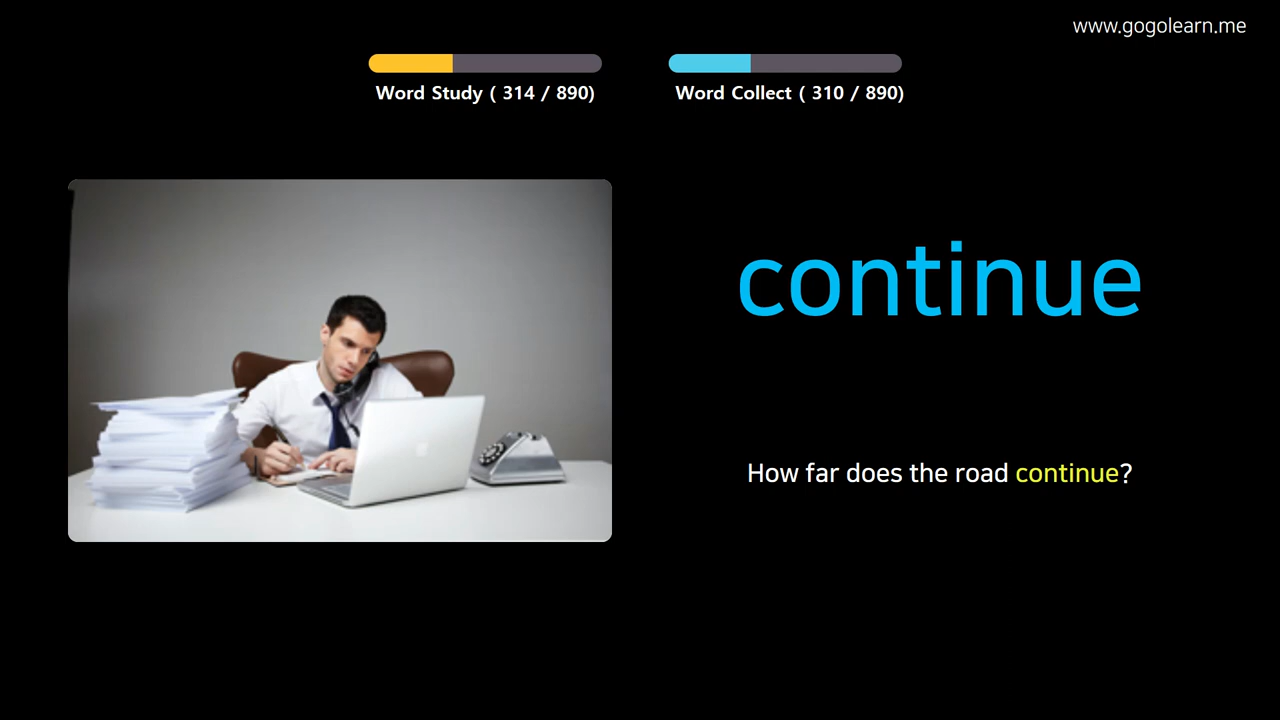 www.gogolearn.me
Word Study ( 314 / 890)
Word Collect ( 310 / 890)
continue
How far does the road continue?